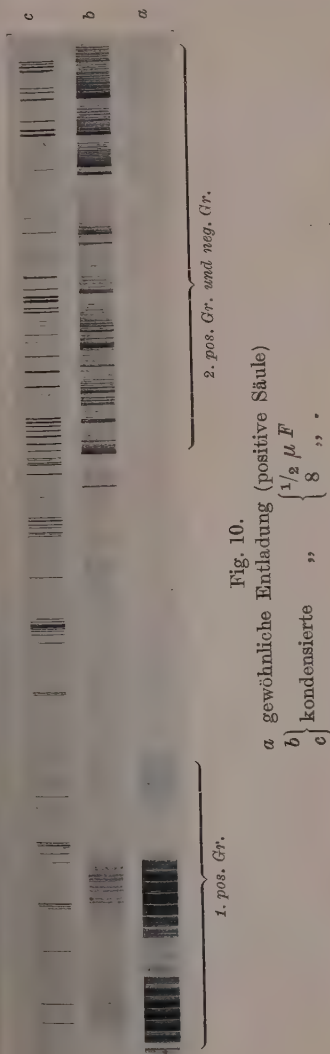 c
b
a
1. pos. Gr.
2. pos. Gr. und neg. Gr.
Fig. 10.
a gewöhnliche Entladung (positive Säule)
b} kondensierte „ {1/2 μ F
c} {8 „ .